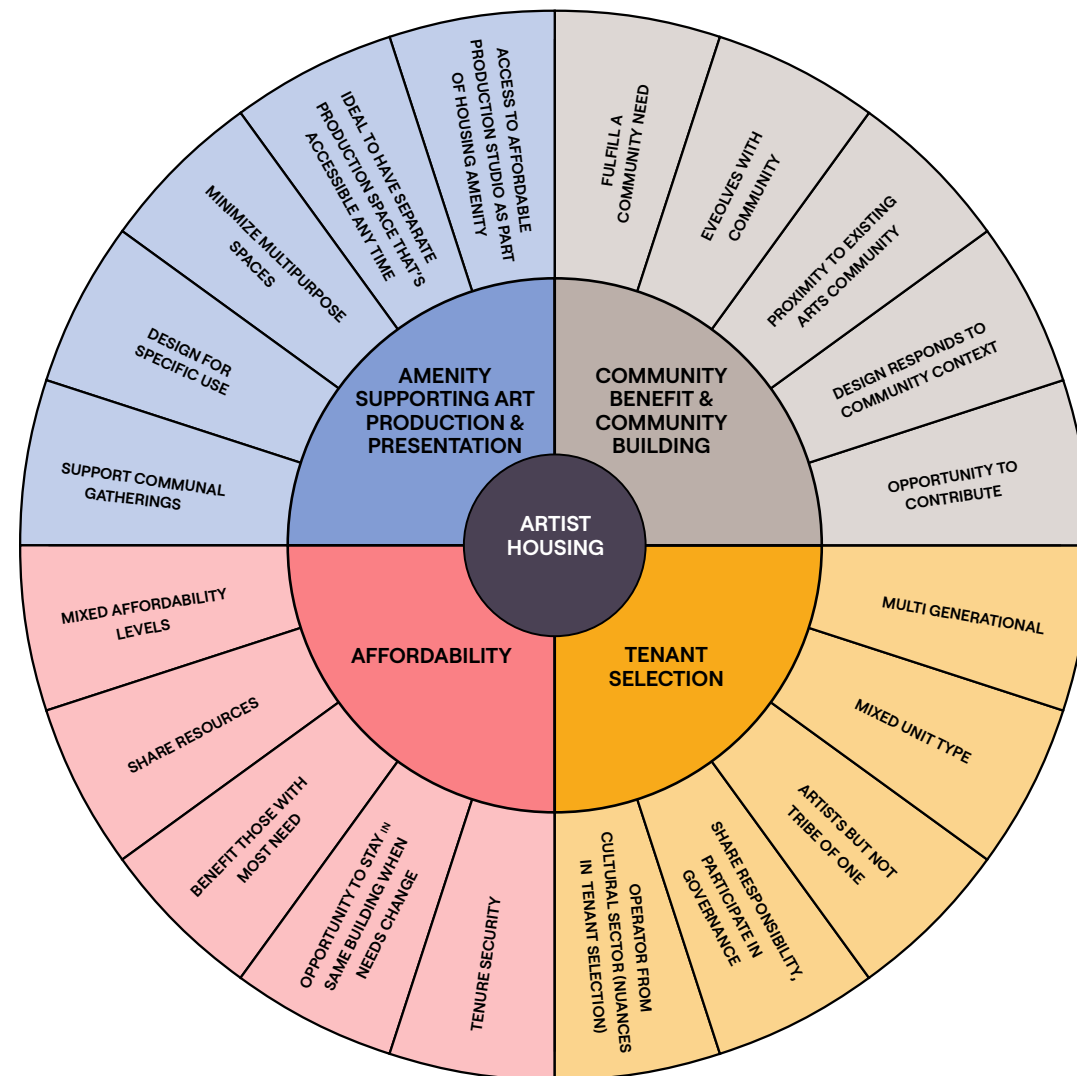 ARTIST
HOUSING
AMENITY
SUPPORTING ART
PRODUCTION &
PRESENTATION
SUPPORT COMMUNAL
GATHERINGS
DESIGN FOR
SPECIFIC USE
MINIMIZE MULTIPURPOSE
SPACES
IDEAL TO HAVE SEPARATE
PRODUCTION SPACE THAT'S
ACCESSIBLE ANY TIME
ACCESS TO AFFORDABLE
PRODUCTION STUDIO AS PART
OF HOUSING AMENITY
COMMUNITY
BENEFIT &
COMMUNITY
BUILDING
FULFILL A
COMMUNITY NEED
EVEOLVES WITH
COMMUNITY
PROXIMITY TO EXISTING
ARTS COMMUNITY
DESIGN RESPONDS TO
COMMUNITY CONTEXT
OPPORTUNITY TO
CONTRIBUTE
TENANT
SELECTION
MULTI GENERATIONAL
MIXED UNIT TYPE
ARTISTS BUT NOT
TRIBE OF ONE
SHARE RESPONSIBILITY,
PARTICIPATE IN
GOVERNANCE
OPERATOR FROM
CULTURAL SECTOR (NUANCES
IN TENANT SELECTION)
AFFORDABILITY
TENURE SECURITY
OPPORTUNITY TO STAY IN
SAME BUILDING WHEN
NEEDS CHANGE
BENEFIT THOSE WITH
MOST NEED
SHARE RESOURCES
MIXED AFFORDABILITY
LEVELS